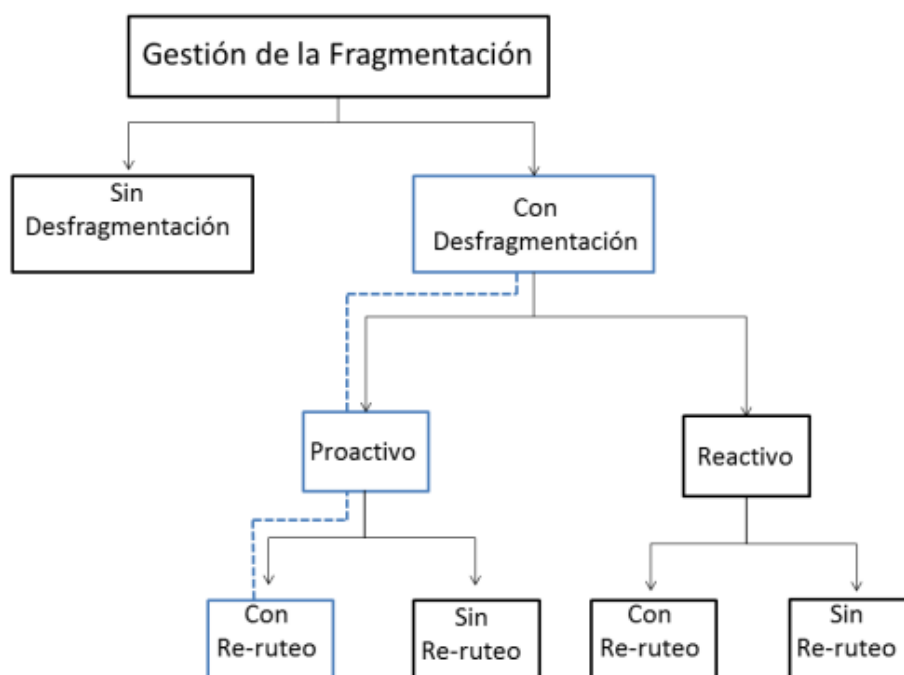 Gestión de la Fragmentación
Sin
Desfragmentación
Con
Desfragmentación
Proactivo
Reactivo
Con
Re-ruteo
Sin
Re-ruteo
Con
Re-ruteo
Sin
Re-ruteo